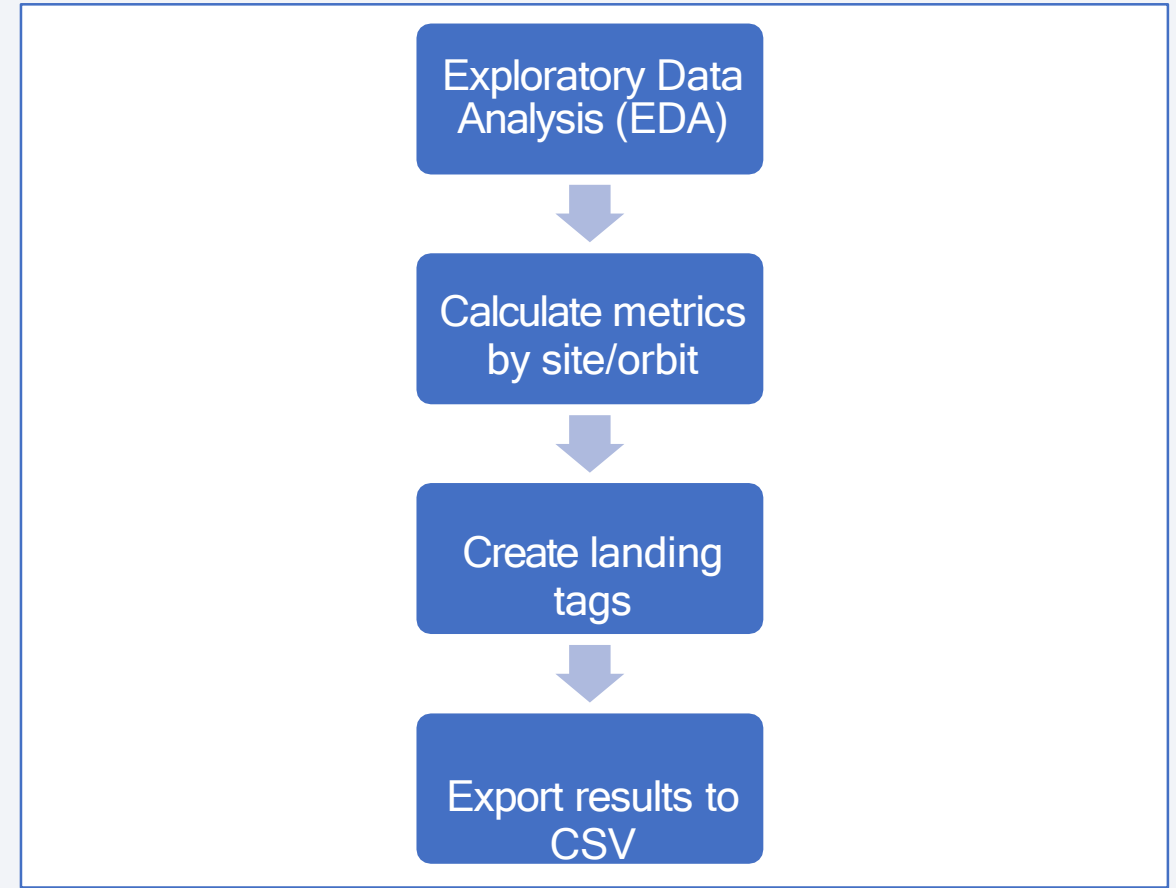 Exploratory Data
Analysis (EDA)
Calculate metrics
by site/orbit
Create landing
tags
Export results to
CSV